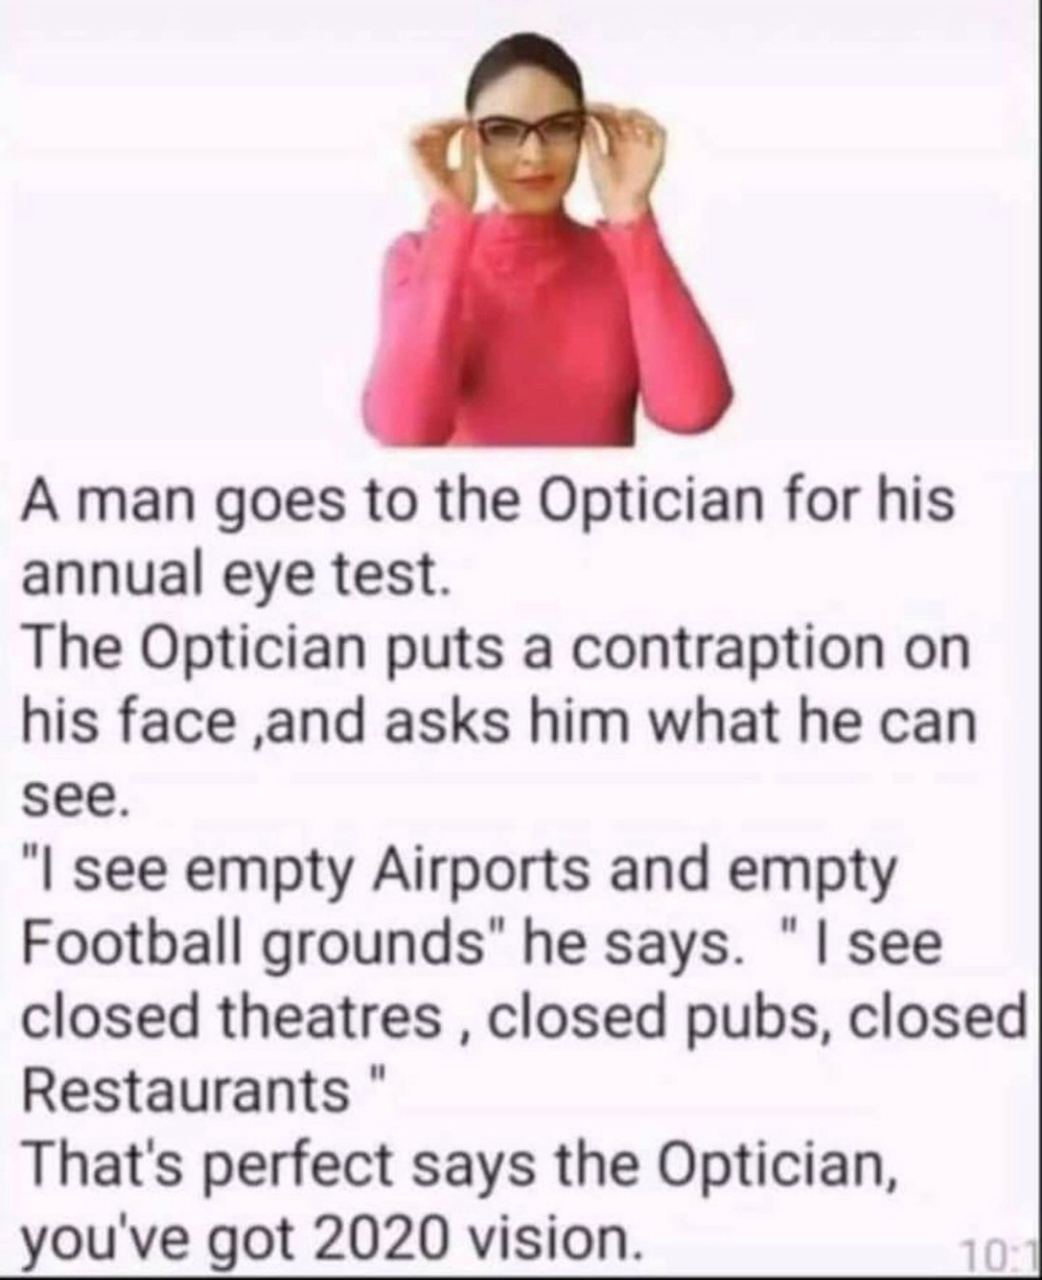 A man goes to the Optician for his
annual eye test.
The Optician puts a contraption on
his face ,and asks him what he can
see.
"I see empty Airports and empty
Football grounds" he says.  " I see
closed theatres , closed pubs, closed
Restaurants "
That's perfect says the Optician,
you've got 2020 vision.
10:1